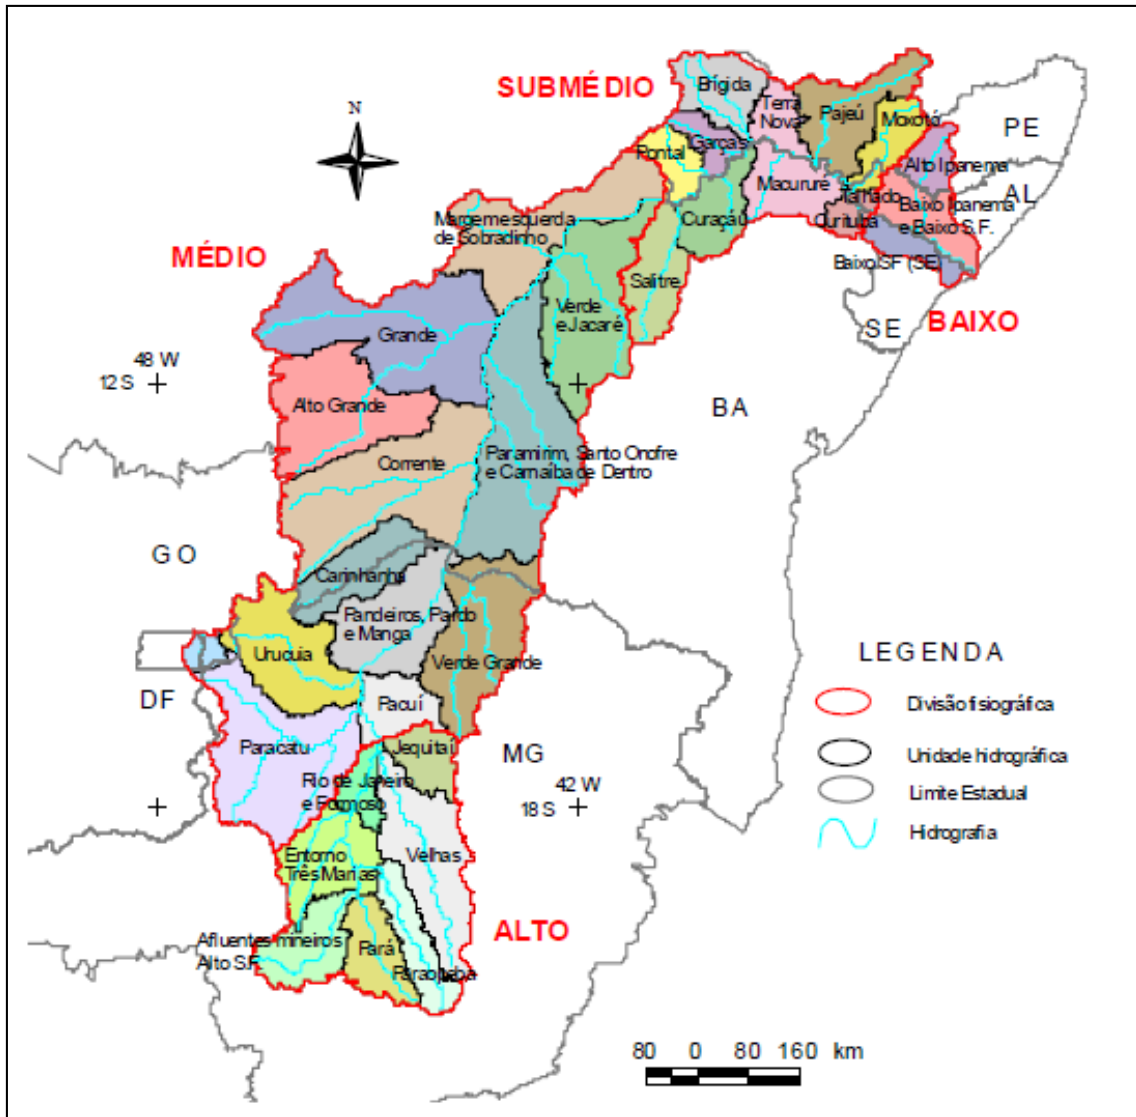 SUBMÉDIO
Brígida
Terra
Nova
Pajeú
Moxotó
PE
N
Garças
Pontal
Alto Ipanema
Macururé
AL
Talhado
Baixo Ipanema
e Baixo S.F.
Curituba
Curaçáu
Margem esquerda
de Sobradinho
MÉDIO
Baixo SF (SE)
Salitre
Verde
e Jacaré
SE
BAIXO
Grande
48 W
12 S
Alto Grande
BA
Corrente
Paramirim, Santo Onofre
e Carnaíba de Dentro
GO
Carinhanha
Pandeiros, Pardo
e Manga
Urucuia
Verde Grande
LEGENDA
DF
Pacuí
Divisão fisiográfica
Paracatu
Jequitaí
MG
Unidade hidrográfica
Rio de Janeiro
e Formoso
42 W
18 S
Limite Estadual
Hidrografia
Entorno
Três Marias
Velhas
ALTO
Afluentes mineiros
Alto S.F.
Pará
Paraopeba
80 0 80 160 km